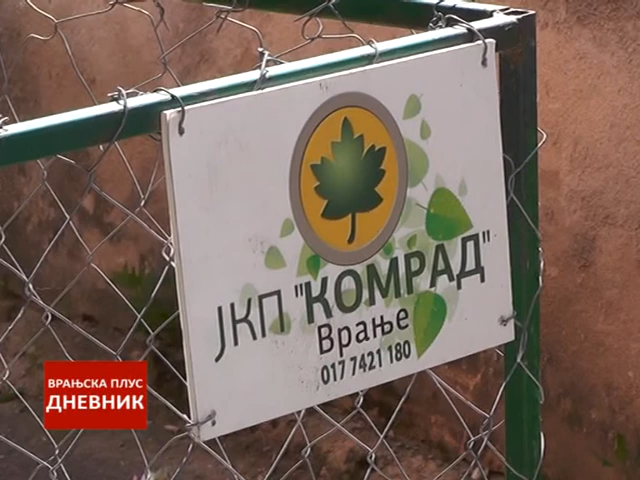 ЈКП "КОМРАД"
Врање
017 7421 180
ВРАЊСКА ПЛУС
ДНЕВНИК